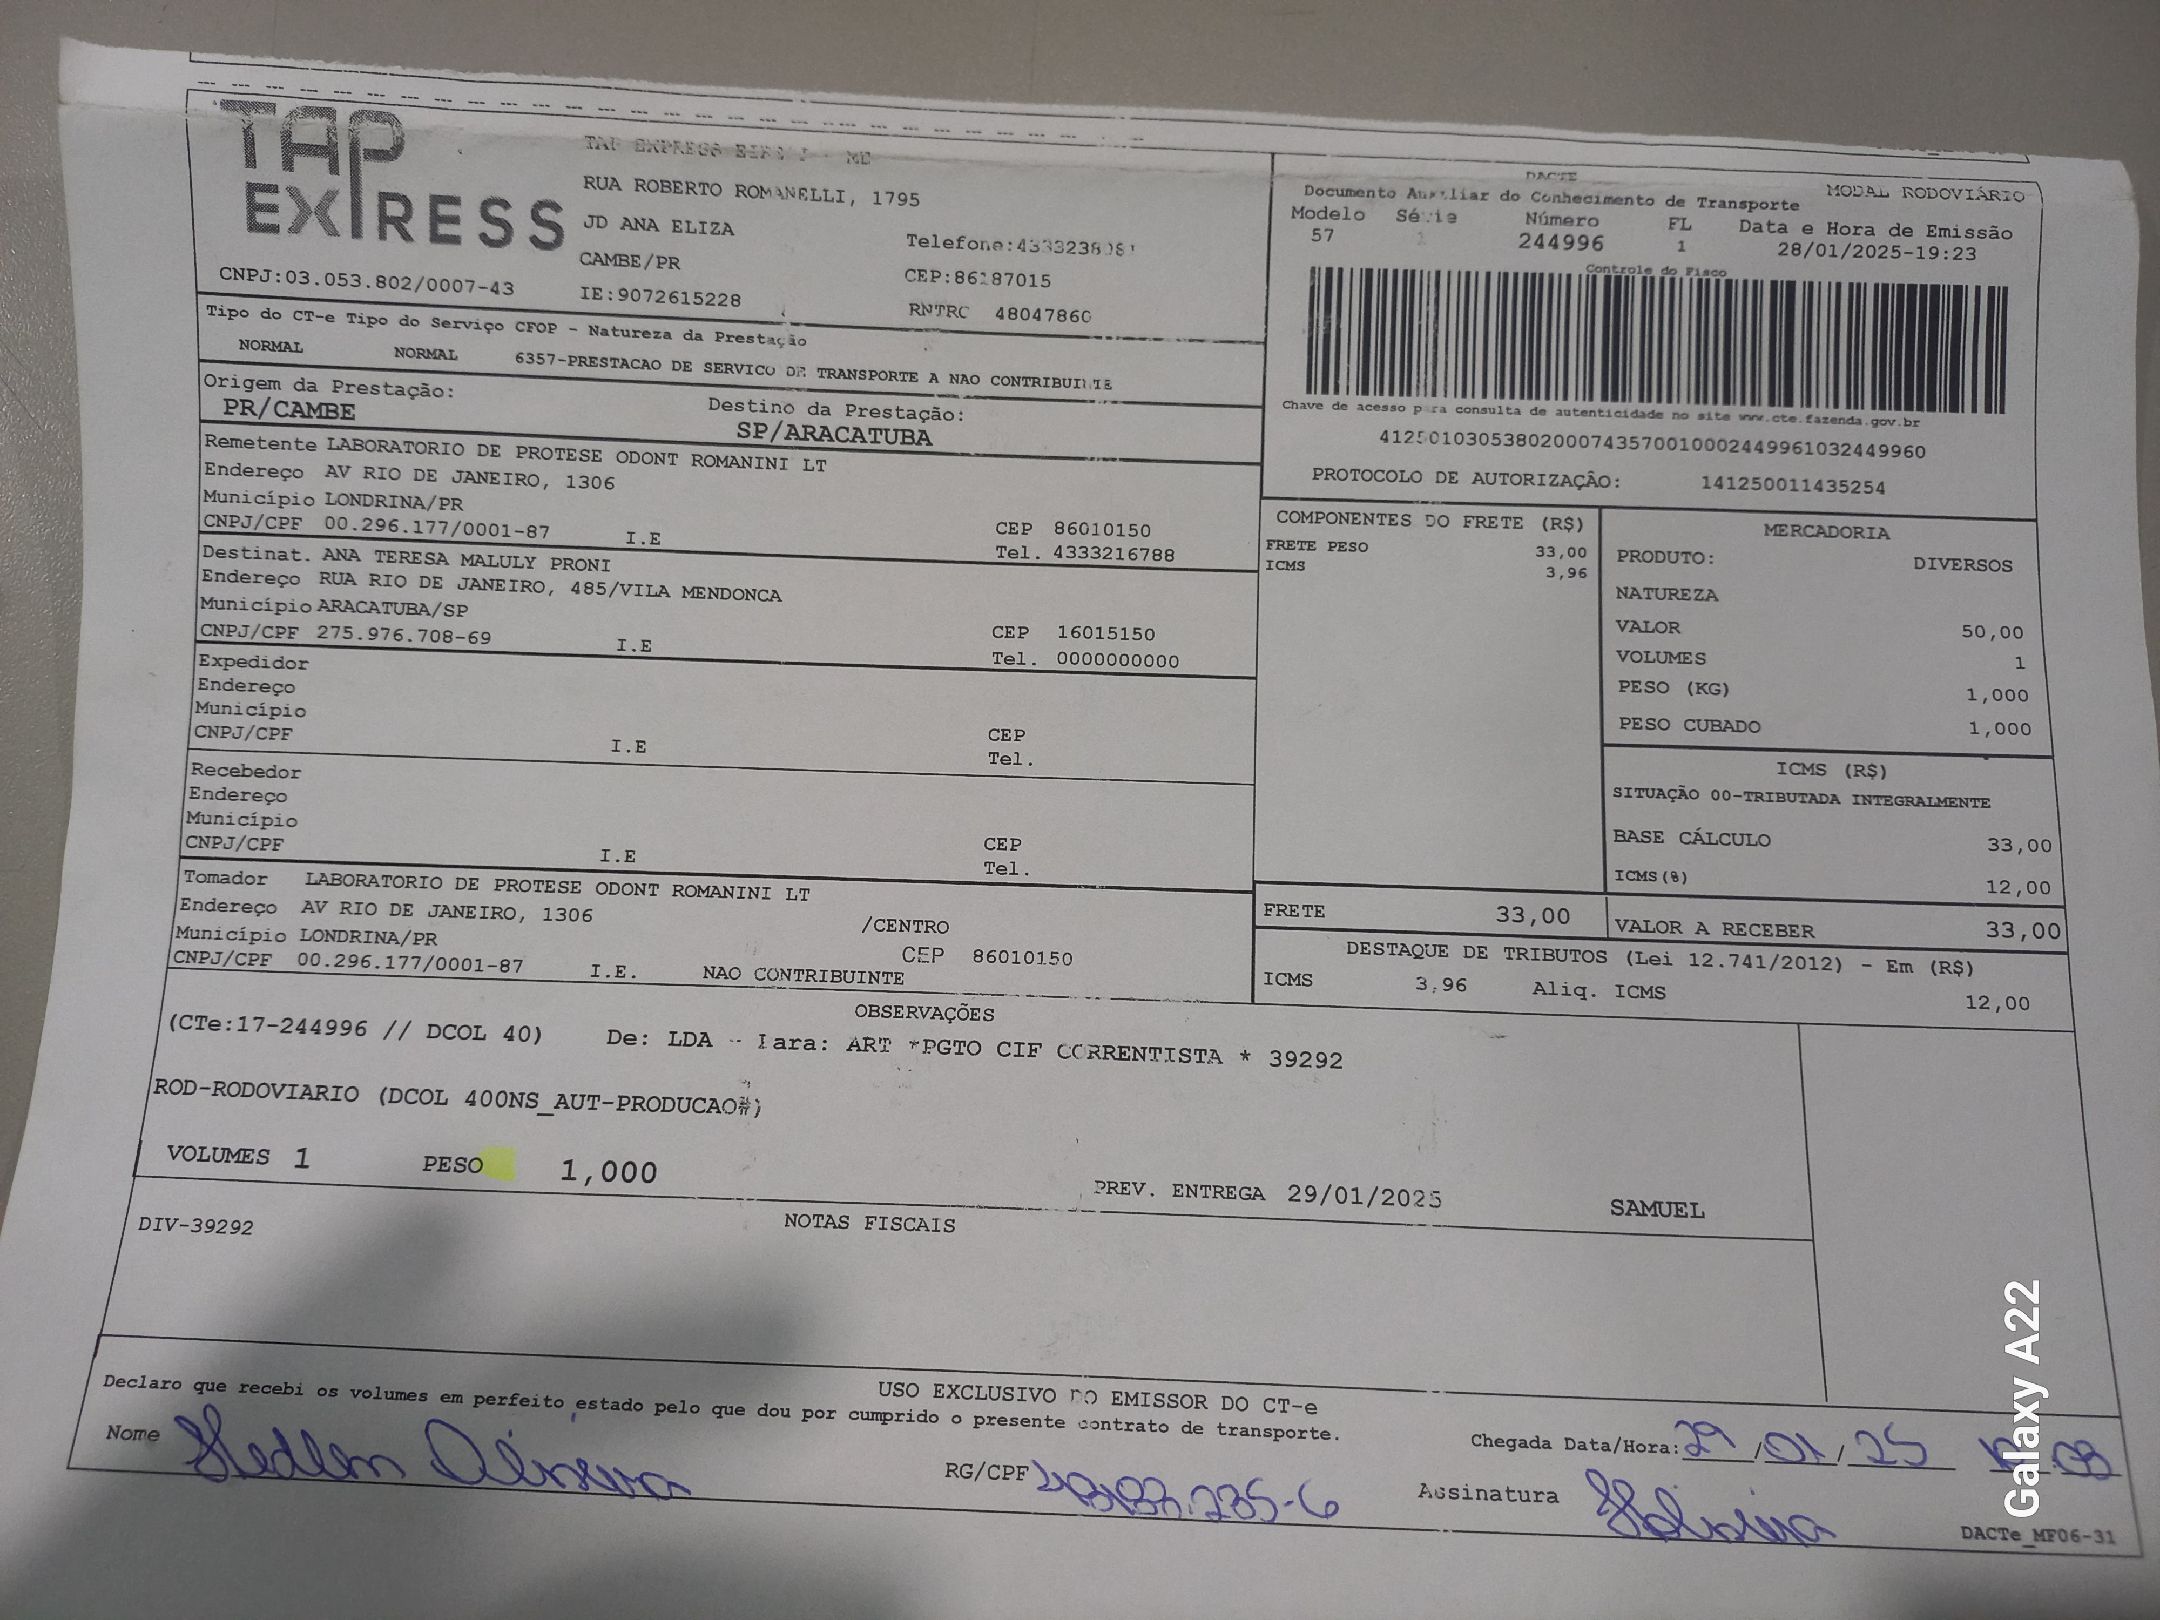 TAP
EXPRESS
TAP EXPRESS ME
RUA ROBERTO ROMANELLI, 1795
JD ANA ELIZA
Telefone:
CAMBE/PR
CEP:86187015
CNPJ:03.053.802/0007-43
IE:9072615228
RNTRC 48047860
DACTE
MODAL RODOVIÁRIO
Documento Auxiliar do Conhecimento de Transporte
Modelo Série Número FL Data e Hora de Emissão
57 1 244996 1 28/01/2025-19:23
Controle do Fisco
Chave de acesso para consulta de autenticidade no site www.cte.fazenda.gov.br
41250103053802000743570010002449961032449960
PROTOCOLO DE AUTORIZAÇÃO: 141250011435254
Tipo do CT-e Tipo do Serviço CFOP - Natureza da Prestação
NORMAL NORMAL 6357-PRESTACAO DE SERVICO DE TRANSPORTE A NAO CONTRIBUINTE
Origem da Prestação: Destino da Prestação:
PR/CAMBE SP/ARACATUBA
Remetente LABORATORIO DE PROTESE ODONT ROMANINI LT
Endereço AV RIO DE JANEIRO, 1306
Município LONDRINA/PR CEP 86010150
CNPJ/CPF 00.296.177/0001-87 I.E Tel. 4333216788
Destinat. ANA TERESA MALULY PRONI
Endereço RUA RIO DE JANEIRO, 485/VILA MENDONCA
Município ARACATUBA/SP CEP 16015150
CNPJ/CPF 275.976.708-69 I.E Tel. 0000000000
Expedidor
Endereço
Município CEP
CNPJ/CPF I.E Tel.
Recebedor
Endereço
Município CEP
CNPJ/CPF I.E Tel.
Tomador LABORATORIO DE PROTESE ODONT ROMANINI LT
Endereço AV RIO DE JANEIRO, 1306 /CENTRO
Município LONDRINA/PR CEP 86010150
CNPJ/CPF 00.296.177/0001-87 I.E. NAO CONTRIBUINTE
COMPONENTES DO FRETE (R$)
FRETE PESO 33,00
ICMS 3,96
MERCADORIA
PRODUTO: DIVERSOS
NATUREZA
VALOR 50,00
VOLUMES 1
PESO (KG) 1,000
PESO CUBADO 1,000
ICMS (R$)
SITUAÇÃO 00-TRIBUTADA INTEGRALMENTE
BASE CÁLCULO 33,00
ICMS(%) 12,00
FRETE 33,00 VALOR A RECEBER 33,00
DESTAQUE DE TRIBUTOS (Lei 12.741/2012) - Em (R$)
ICMS 3,96 Aliq. ICMS 12,00
OBSERVAÇÕES
(CTe:17-244996 // DCOL 40) De: LDA - Para: ART *PGTO CIF CORRENTISTA * 39292
ROD-RODOVIARIO (DCOL 400NS_AUT-PRODUCAO#)
VOLUMES 1 PESO 1,000 PREV. ENTREGA 29/01/2025 SAMUEL
NOTAS FISCAIS
DIV-39292
USO EXCLUSIVO DO EMISSOR DO CT-e
Declaro que recebi os volumes em perfeito estado pelo que dou por cumprido o presente contrato de transporte.
Nome Oliveira RG/CPF Chegada Data/Hora: 29/01/25
Assinatura
DACTe_MF06-31
Galaxy A22